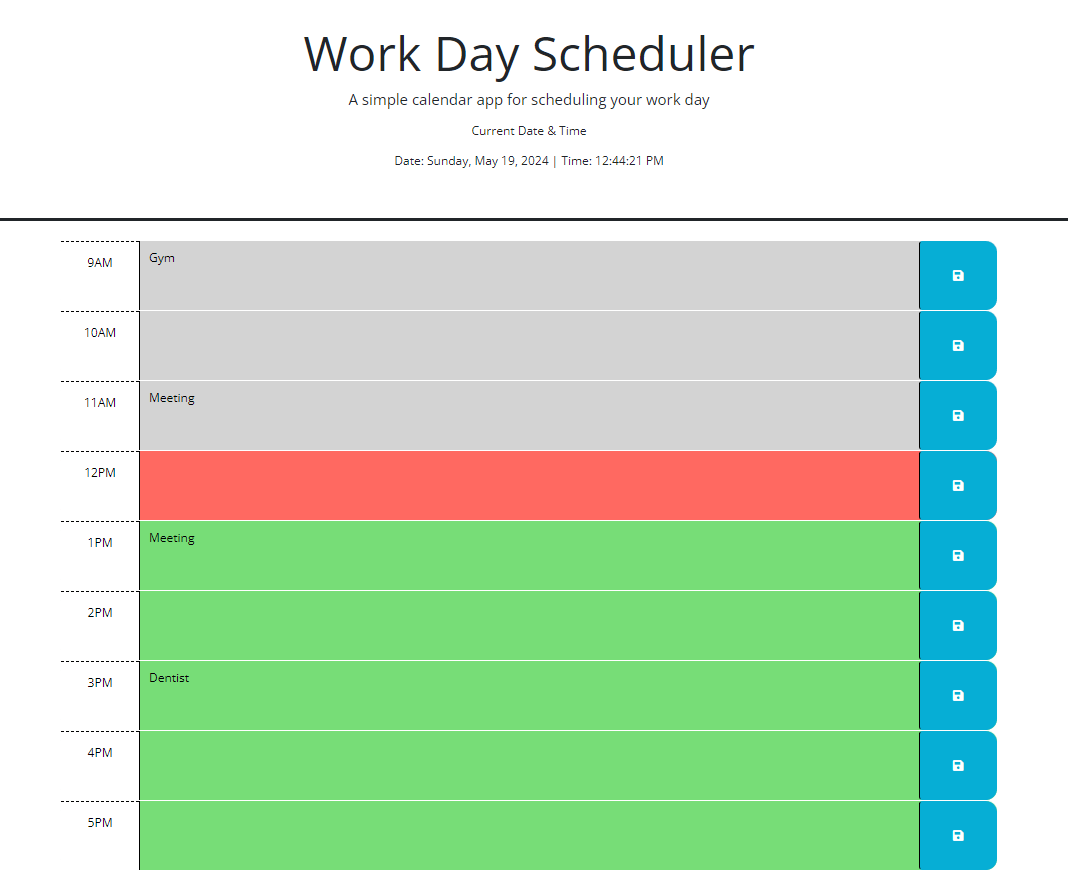 Work Day Scheduler
A simple calendar app for scheduling your work day
Current Date & Time
Date: Sunday, May 19, 2024 | Time: 12:44:21 PM
9AM Gym
10AM
11AM Meeting
12PM
1PM Meeting
2PM
3PM Dentist
4PM
5PM